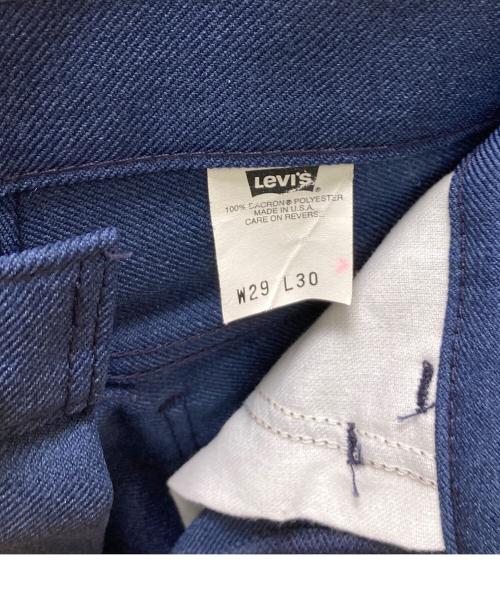 Levi's®
100% DACRON® POLYESTER
MADE IN U.S.A.
CARE ON REVERSE
W29 L30